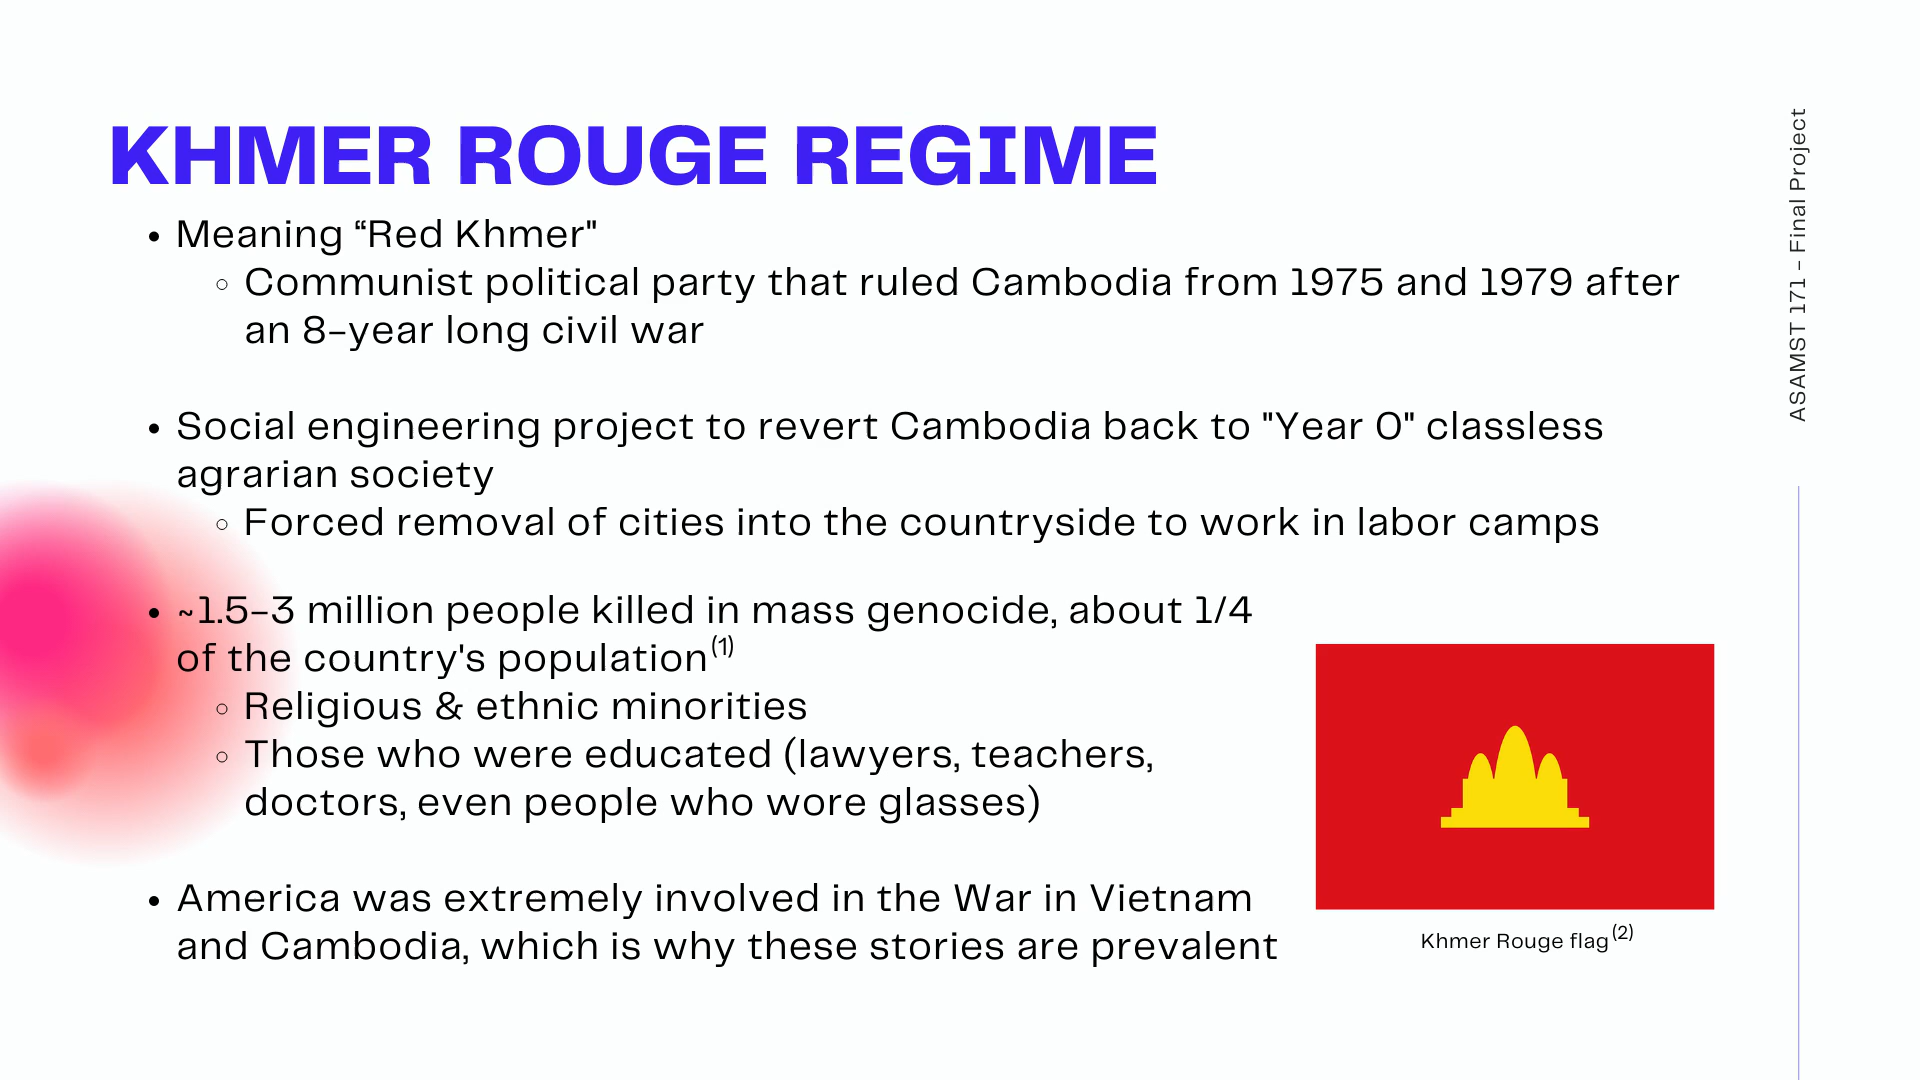 KHMER ROUGE REGIME
• Meaning “Red Khmer"
◦ Communist political party that ruled Cambodia from 1975 and 1979 after
an 8-year long civil war
• Social engineering project to revert Cambodia back to "Year 0" classless
agrarian society
◦ Forced removal of cities into the countryside to work in labor camps
• ~1.5-3 million people killed in mass genocide, about 1/4
of the country's population(1)
◦ Religious & ethnic minorities
◦ Those who were educated (lawyers, teachers,
doctors, even people who wore glasses)
• America was extremely involved in the War in Vietnam
and Cambodia, which is why these stories are prevalent
Khmer Rouge flag(2)
ASAMST 171 - Final Project